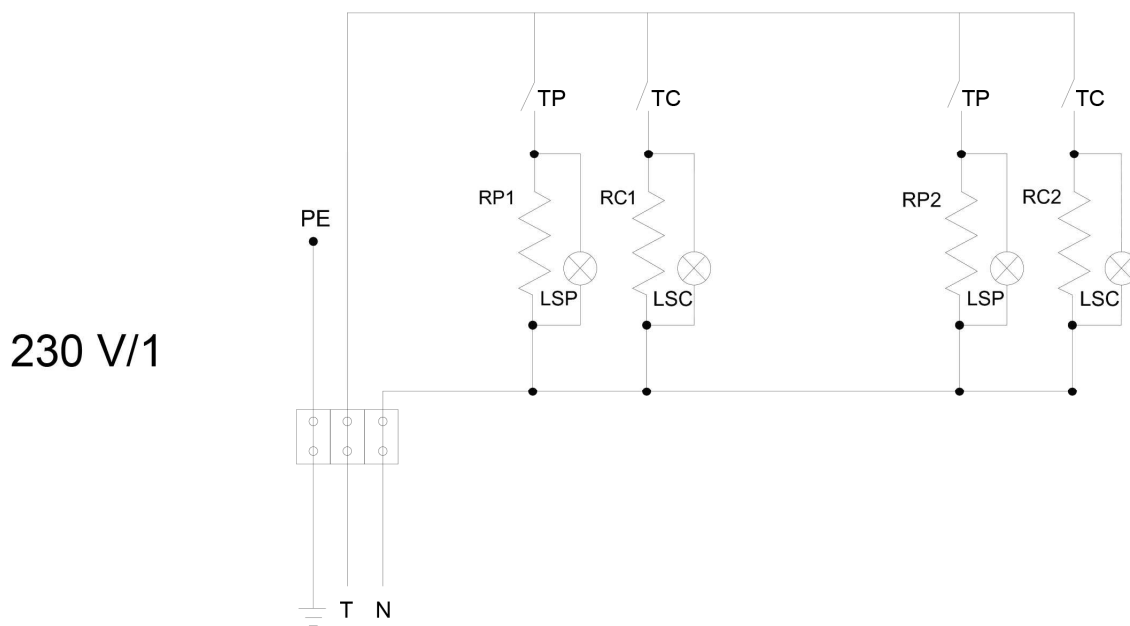 TP TC TP TC
RP1 RC1 RP2 RC2
PE
LSP LSC LSP LSC
230 V/1
T N